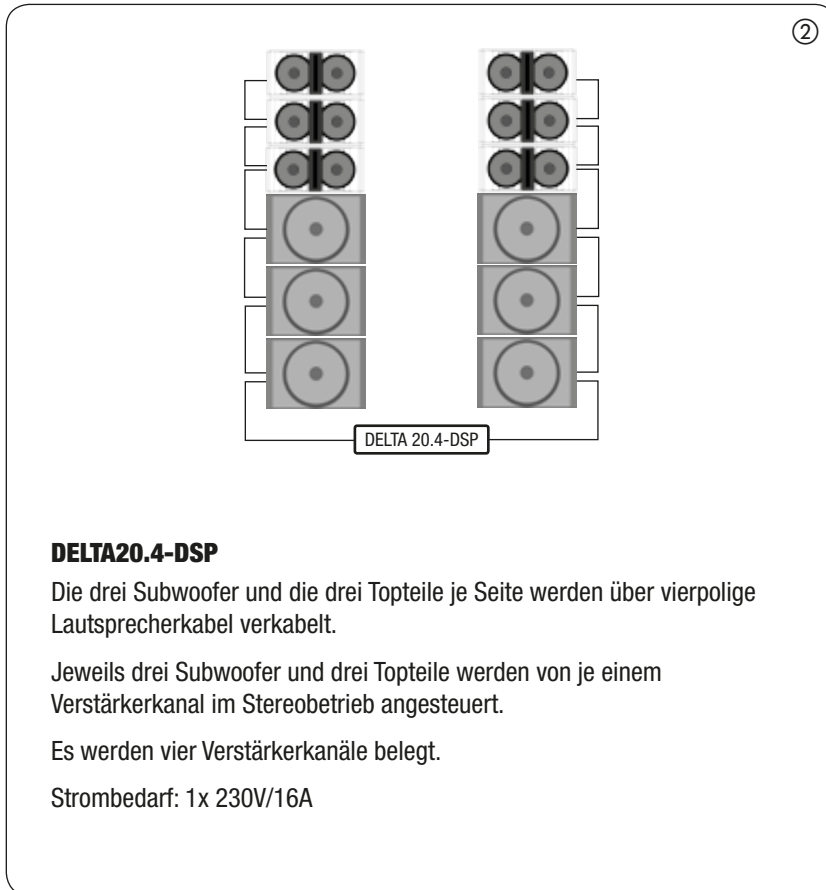 ②
DELTA 20.4-DSP
DELTA20.4-DSP
Die drei Subwoofer und die drei Topteile je Seite werden über vierpolige
Lautsprecherkabel verkabelt.
Jeweils drei Subwoofer und drei Topteile werden von je einem
Verstärkerkanal im Stereobetrieb angesteuert.
Es werden vier Verstärkerkanäle belegt.
Strombedarf: 1x 230V/16A